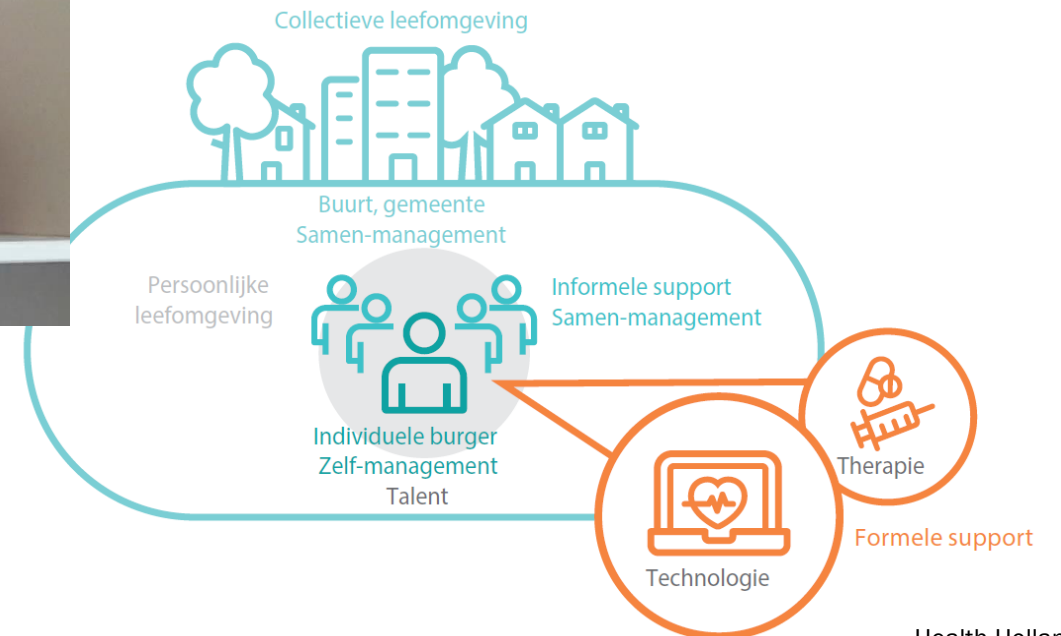 Collectieve leefomgeving
Buurt, gemeente
Samen-management
Persoonlijke
leefomgeving
Informele support
Samen-management
Individuele burger
Zelf-management
Talent
Therapie
Formele support
Technologie
Health